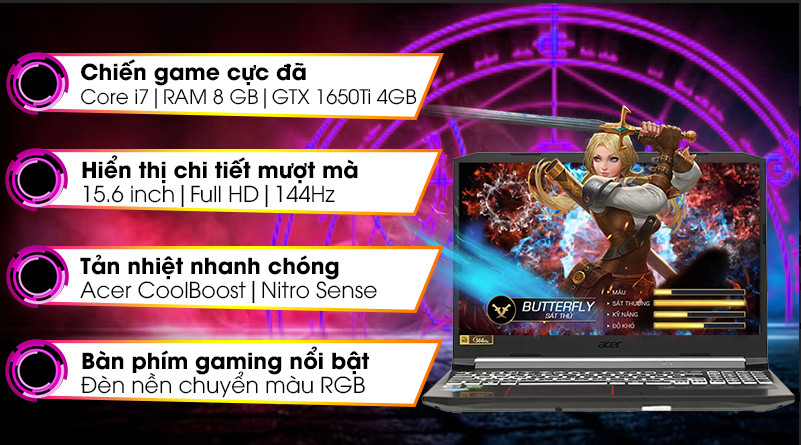 Chiến game cực đã
Core i7 | RAM 8 GB | GTX 1650Ti 4GB
Hiển thị chi tiết mượt mà
15.6 inch | Full HD | 144Hz
Tản nhiệt nhanh chóng
Acer CoolBoost | Nitro Sense
Bàn phím gaming nổi bật
Đèn nền chuyển màu RGB
BUTTERFLY
SÁT THỦ
MÁU
SÁT THƯƠNG
KỸ NĂNG
ĐỘ KHÓ
144Hz
acer